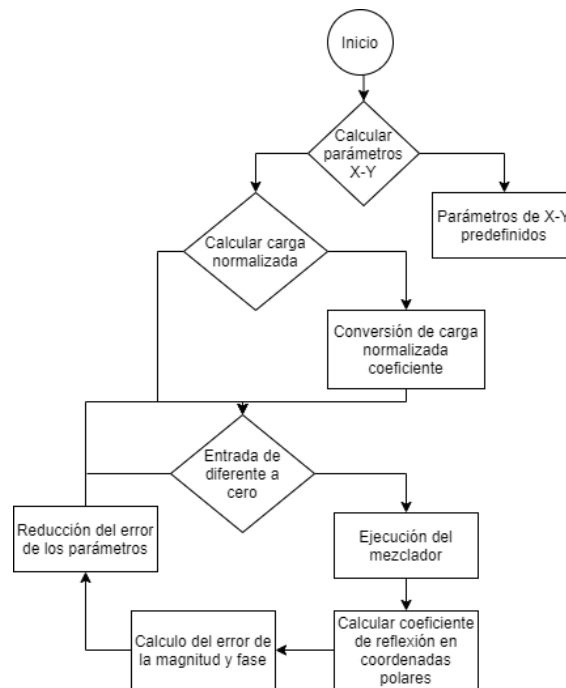 Inicio
Calcular
parámetros
X-Y
Parámetros de X-Y
predefinidos
Calcular carga
normalizada
Conversión de carga
normalizada
coeficiente
Entrada de
diferente a
cero
Reducción del error
de los parámetros
Ejecución del
mezclador
Calculo del error de
la magnitud y fase
Calcular coeficiente
de reflexión en
coordenadas
polares